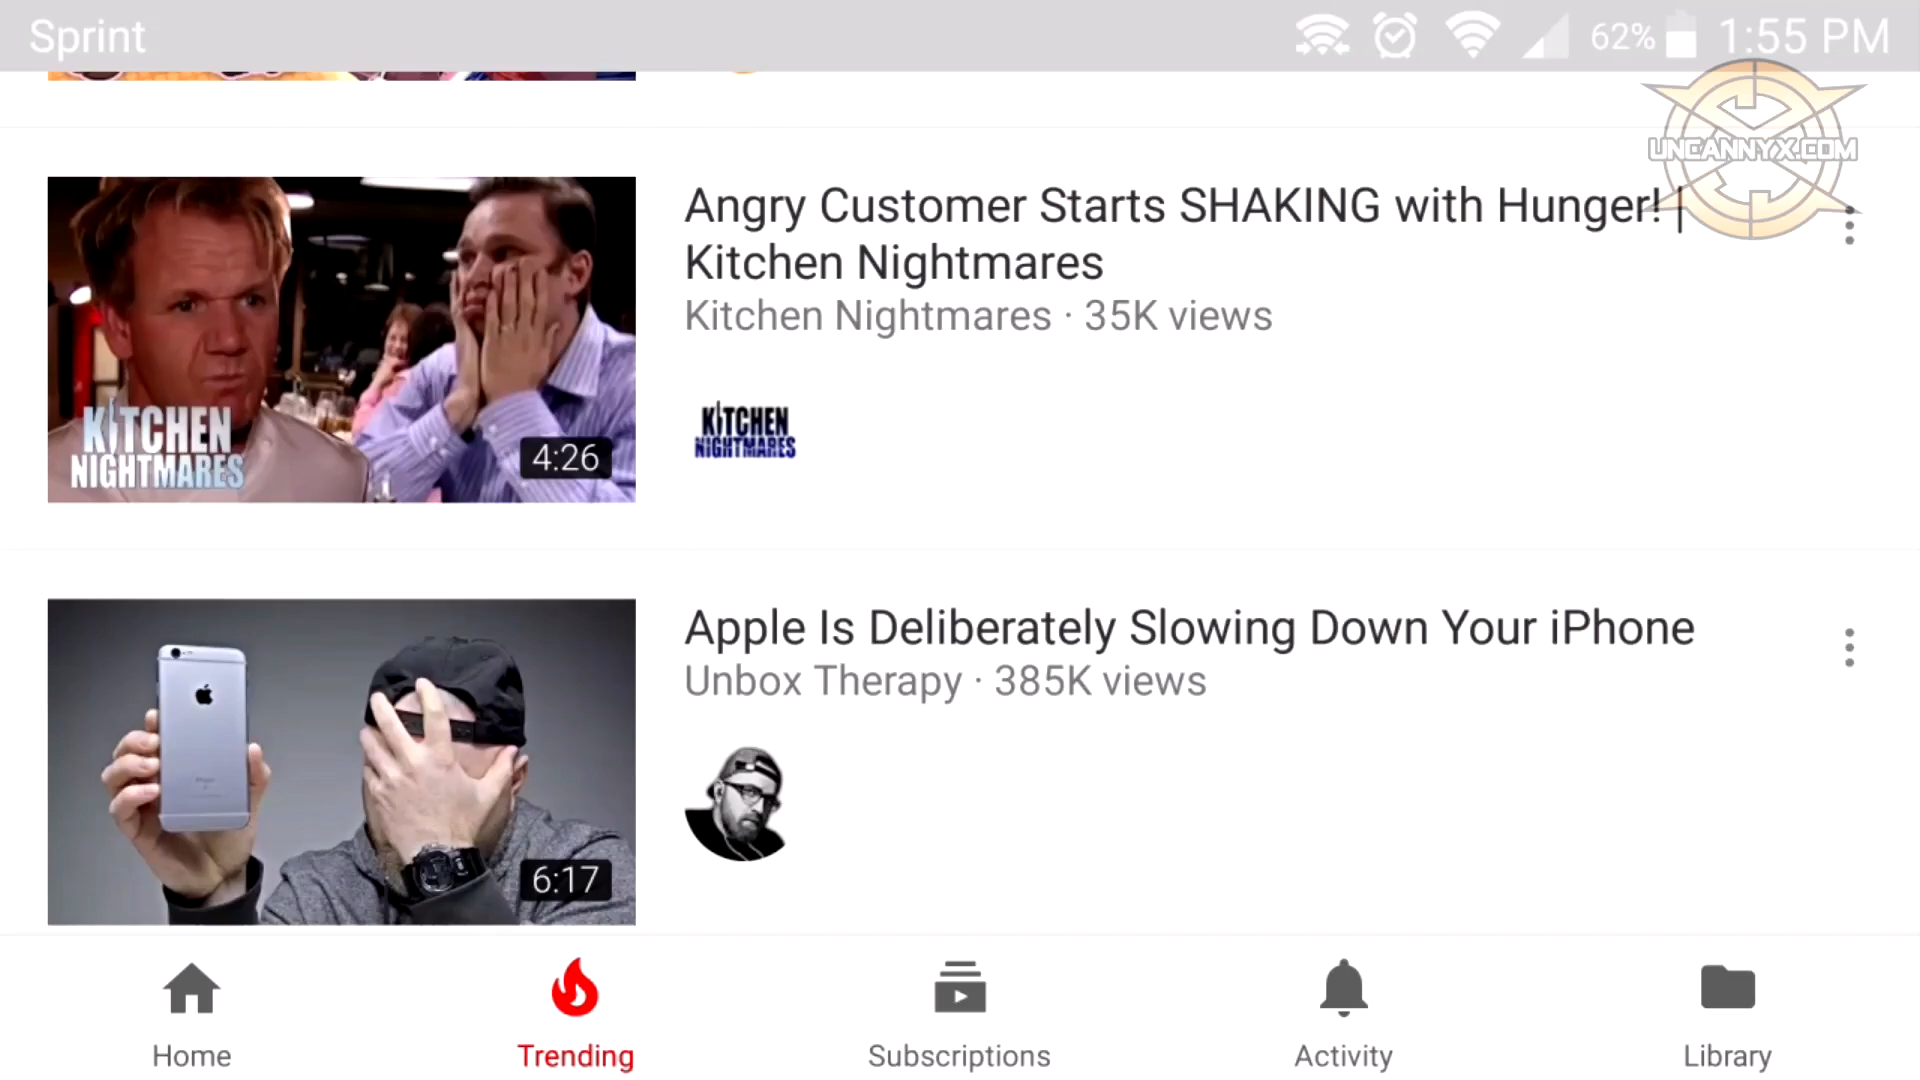 Sprint
62%
1:55 PM
UNCANNYX.COM
Angry Customer Starts SHAKING with Hunger! |
Kitchen Nightmares
Kitchen Nightmares · 35K views
KITCHEN
NIGHTMARES
4:26
KITCHEN
NIGHTMARES
Apple Is Deliberately Slowing Down Your iPhone
Unbox Therapy · 385K views
6:17
Home
Trending
Subscriptions
Activity
Library